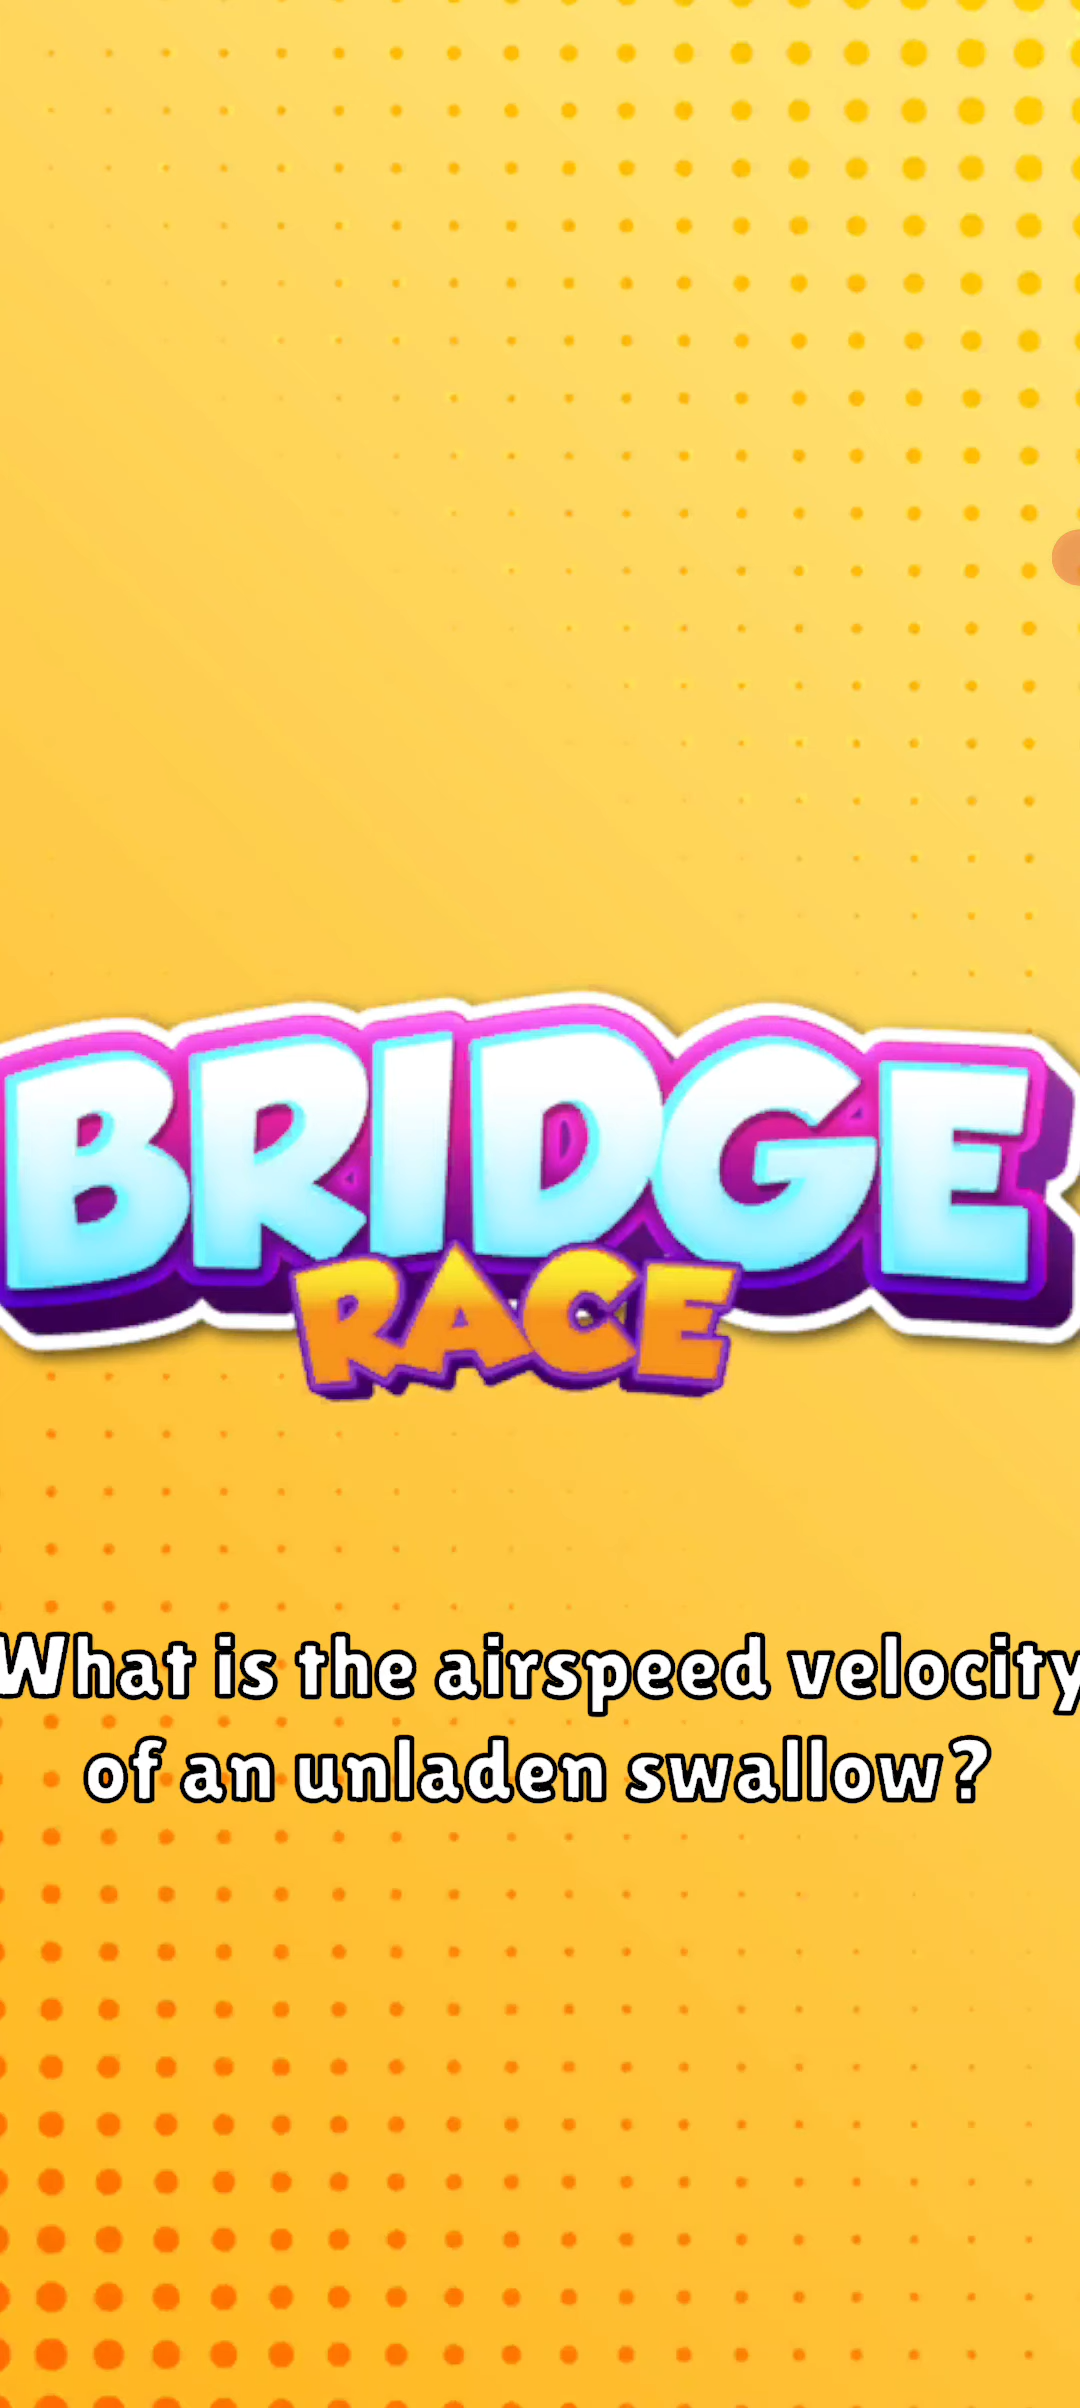 BRIDGE
RACE
What is the airspeed velocity
of an unladen swallow?